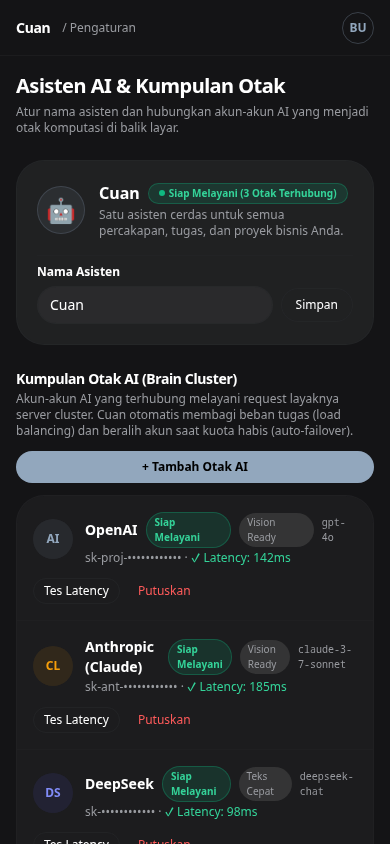 Cuan / Pengaturan BU
Asisten AI & Kumpulan Otak
Atur nama asisten dan hubungkan akun-akun AI yang menjadi
otak komputasi di balik layar.
Cuan Siap Melayani (3 Otak Terhubung)
Satu asisten cerdas untuk semua
percakapan, tugas, dan proyek bisnis Anda.
Nama Asisten
Cuan Simpan
Kumpulan Otak AI (Brain Cluster)
Akun-akun AI yang terhubung melayani request layaknya
server cluster. Cuan otomatis membagi beban tugas (load
balancing) dan beralih akun saat kuota habis (auto-failover).
+ Tambah Otak AI
AI
OpenAI
Siap
Melayani
Vision
Ready
gpt-
4o
sk-proj-•••••••••••• · ✓ Latency: 142ms
Tes Latency Putuskan
CL
Anthropic
(Claude)
Siap
Melayani
Vision
Ready
claude-3-
7-sonnet
sk-ant-•••••••••••• · ✓ Latency: 185ms
Tes Latency Putuskan
DS
DeepSeek
Siap
Melayani
Teks
Cepat
deepseek-
chat
sk-•••••••••••• · ✓ Latency: 98ms
Tes Latency Putuskan